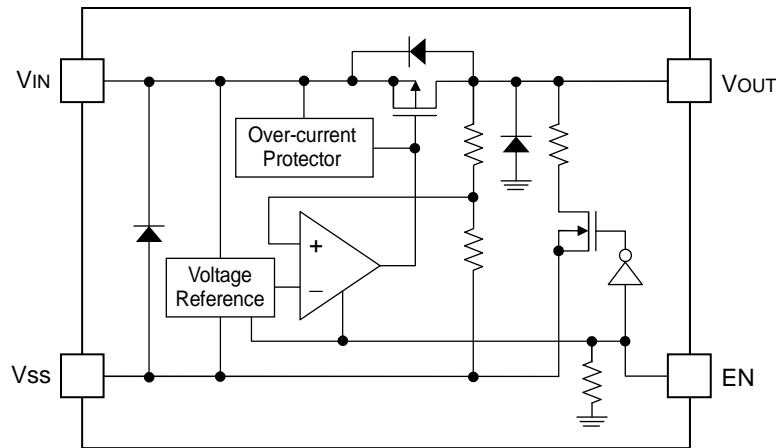 VIN
VOUT
Over-current
Protector
+
Voltage
Reference
−
VSS
EN